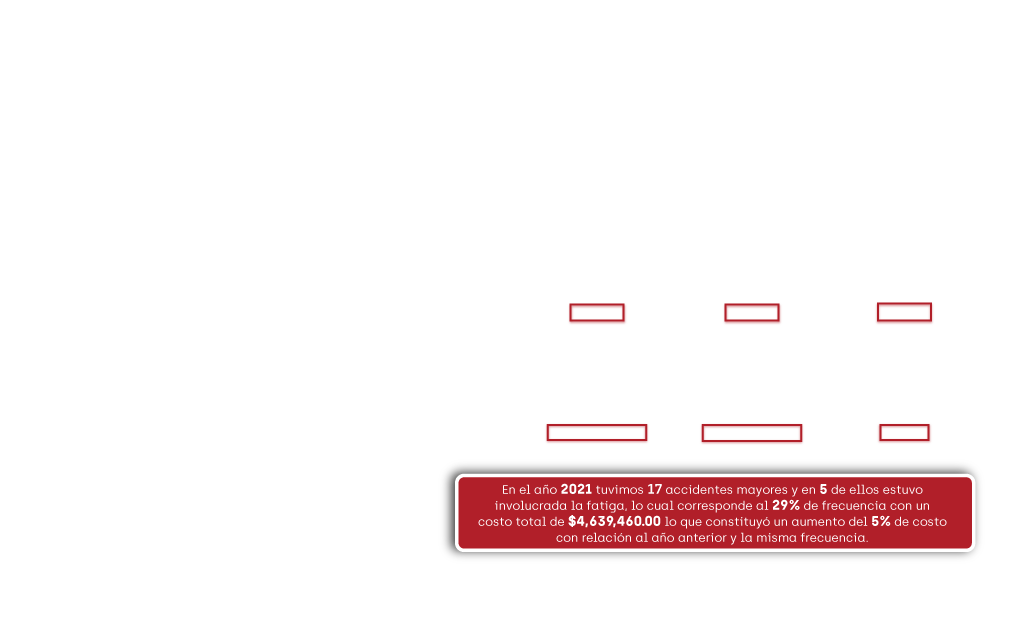 En el año 2021 tuvimos 17 accidentes mayores y en 5 de ellos estuvo
involucrada la fatiga, lo cual corresponde al 29% de frecuencia con un
costo total de $4,639,460.00 lo que constituyó un aumento del 5% de costo
con relación al año anterior y la misma frecuencia.